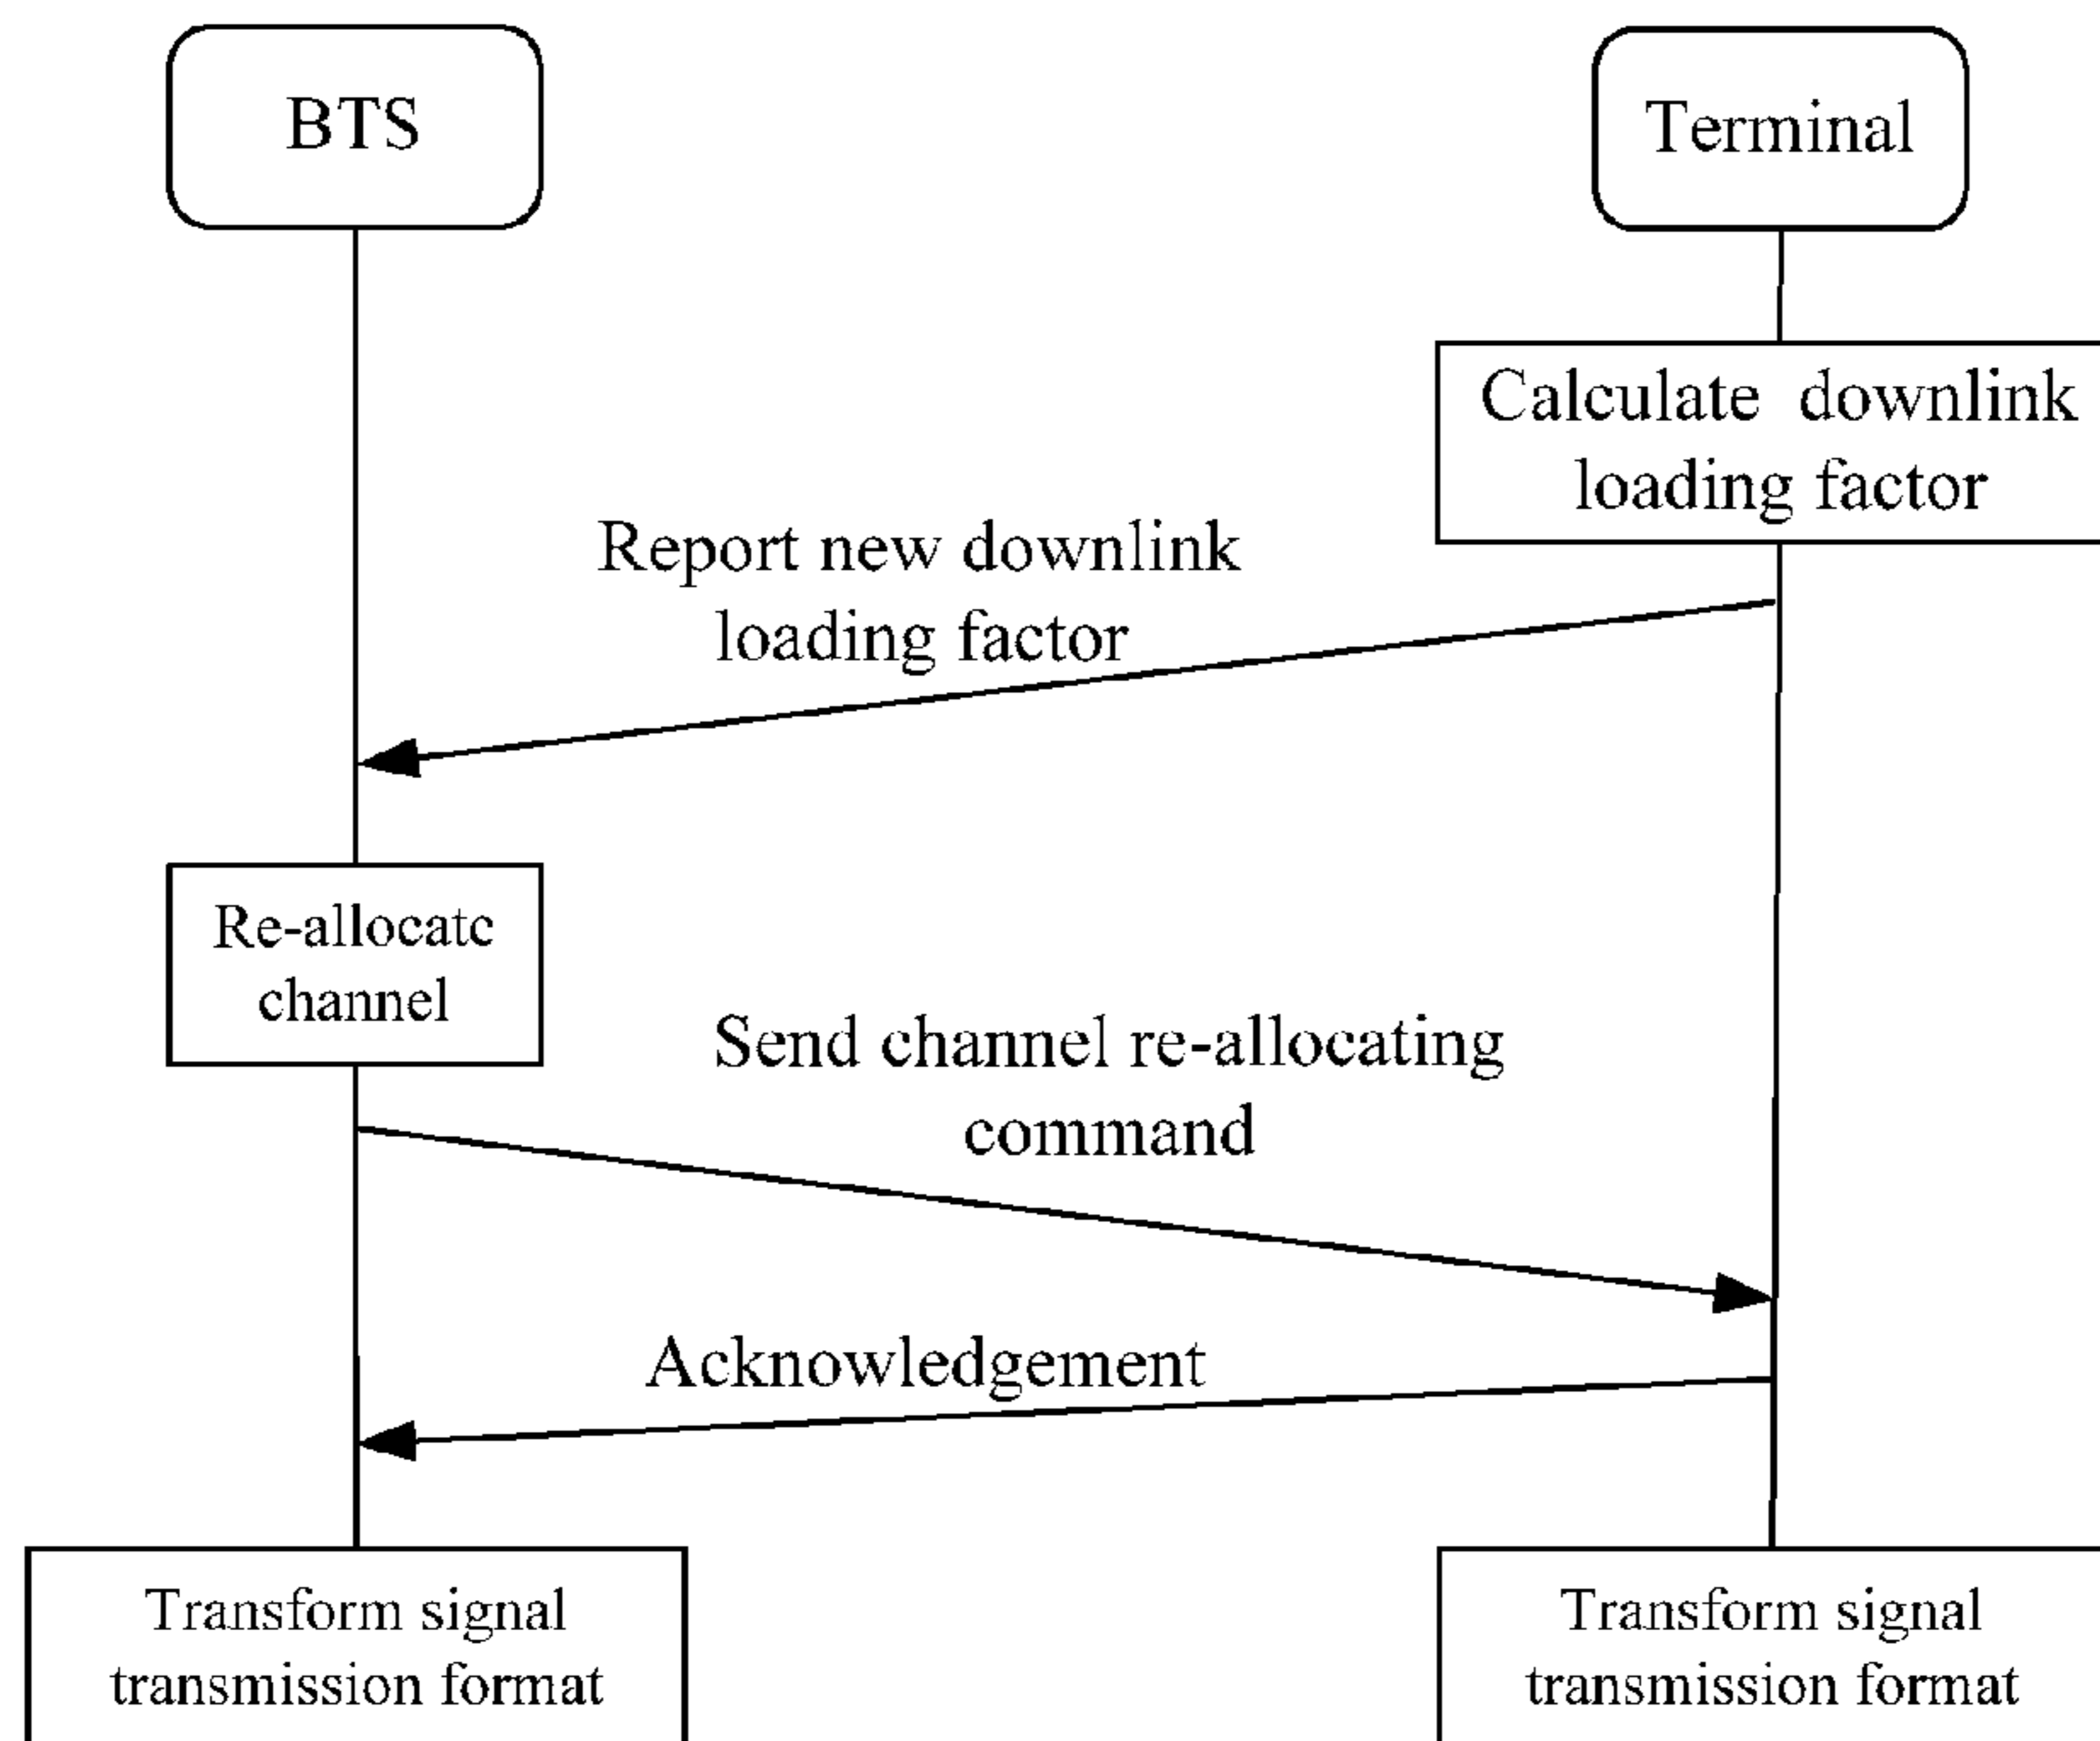 BTS
Terminal
Calculate downlink
loading factor
Report new downlink
loading factor
Re-allocate
channel
Send channel re-allocating
command
Acknowledgement
Transform signal
transmission format
Transform signal
transmission format